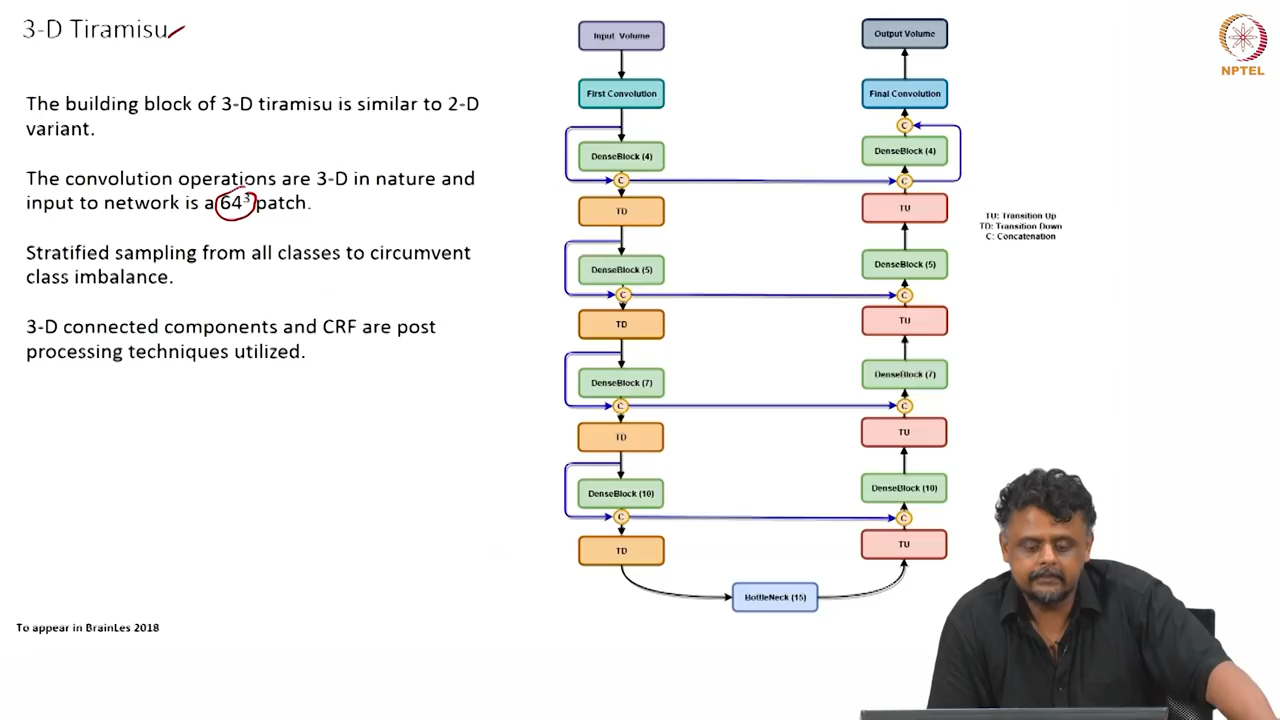 3-D Tiramisu
The building block of 3-D tiramisu is similar to 2-D
variant.
The convolution operations are 3-D in nature and
input to network is a 64³ patch.
Stratified sampling from all classes to circumvent
class imbalance.
3-D connected components and CRF are post
processing techniques utilized.
To appear in BrainLes 2018
Input Volume
First Convolution
DenseBlock (4)
C
TD
DenseBlock (5)
C
TD
DenseBlock (7)
C
TD
DenseBlock (10)
C
TD
BottleNeck (15)
Output Volume
Final Convolution
C
DenseBlock (4)
C
TU
DenseBlock (5)
C
TU
DenseBlock (7)
C
TU
DenseBlock (10)
C
TU
TU: Transition Up
TD: Transition Down
C: Concatenation
NPTEL